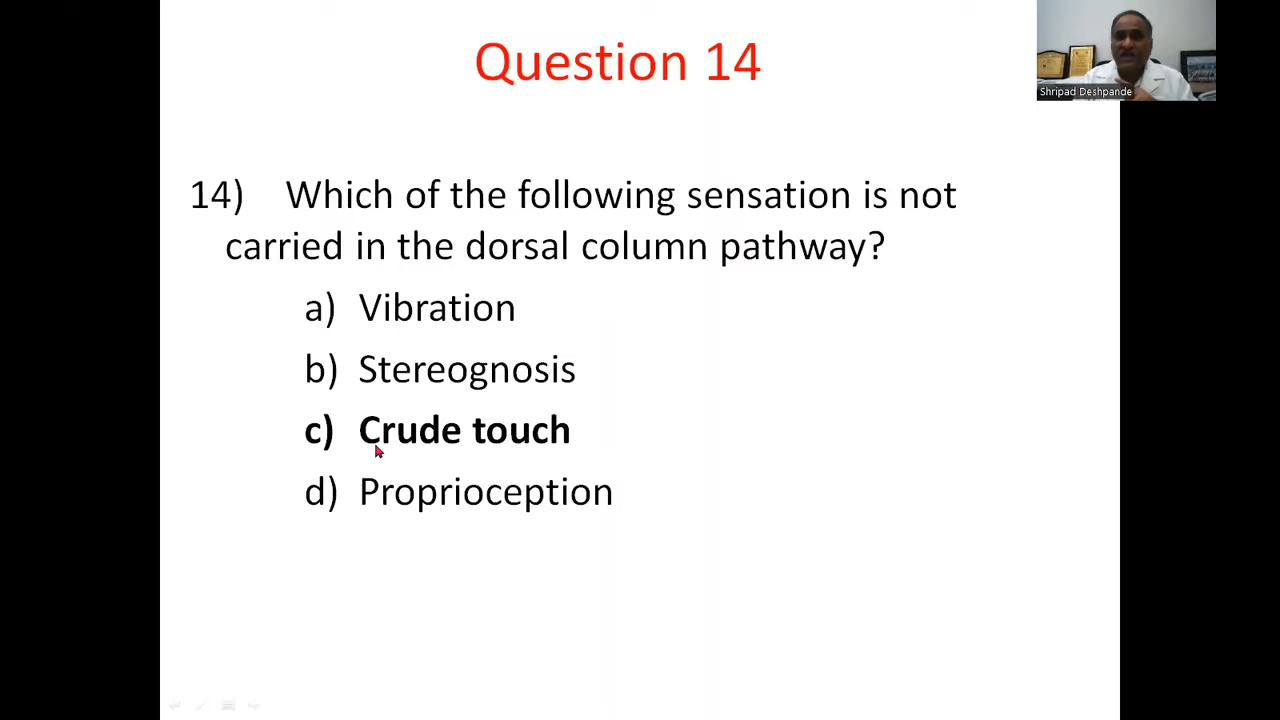 Question 14
Shripad Deshpande
14) Which of the following sensation is not
carried in the dorsal column pathway?
a) Vibration
b) Stereognosis
c) Crude touch
d) Proprioception